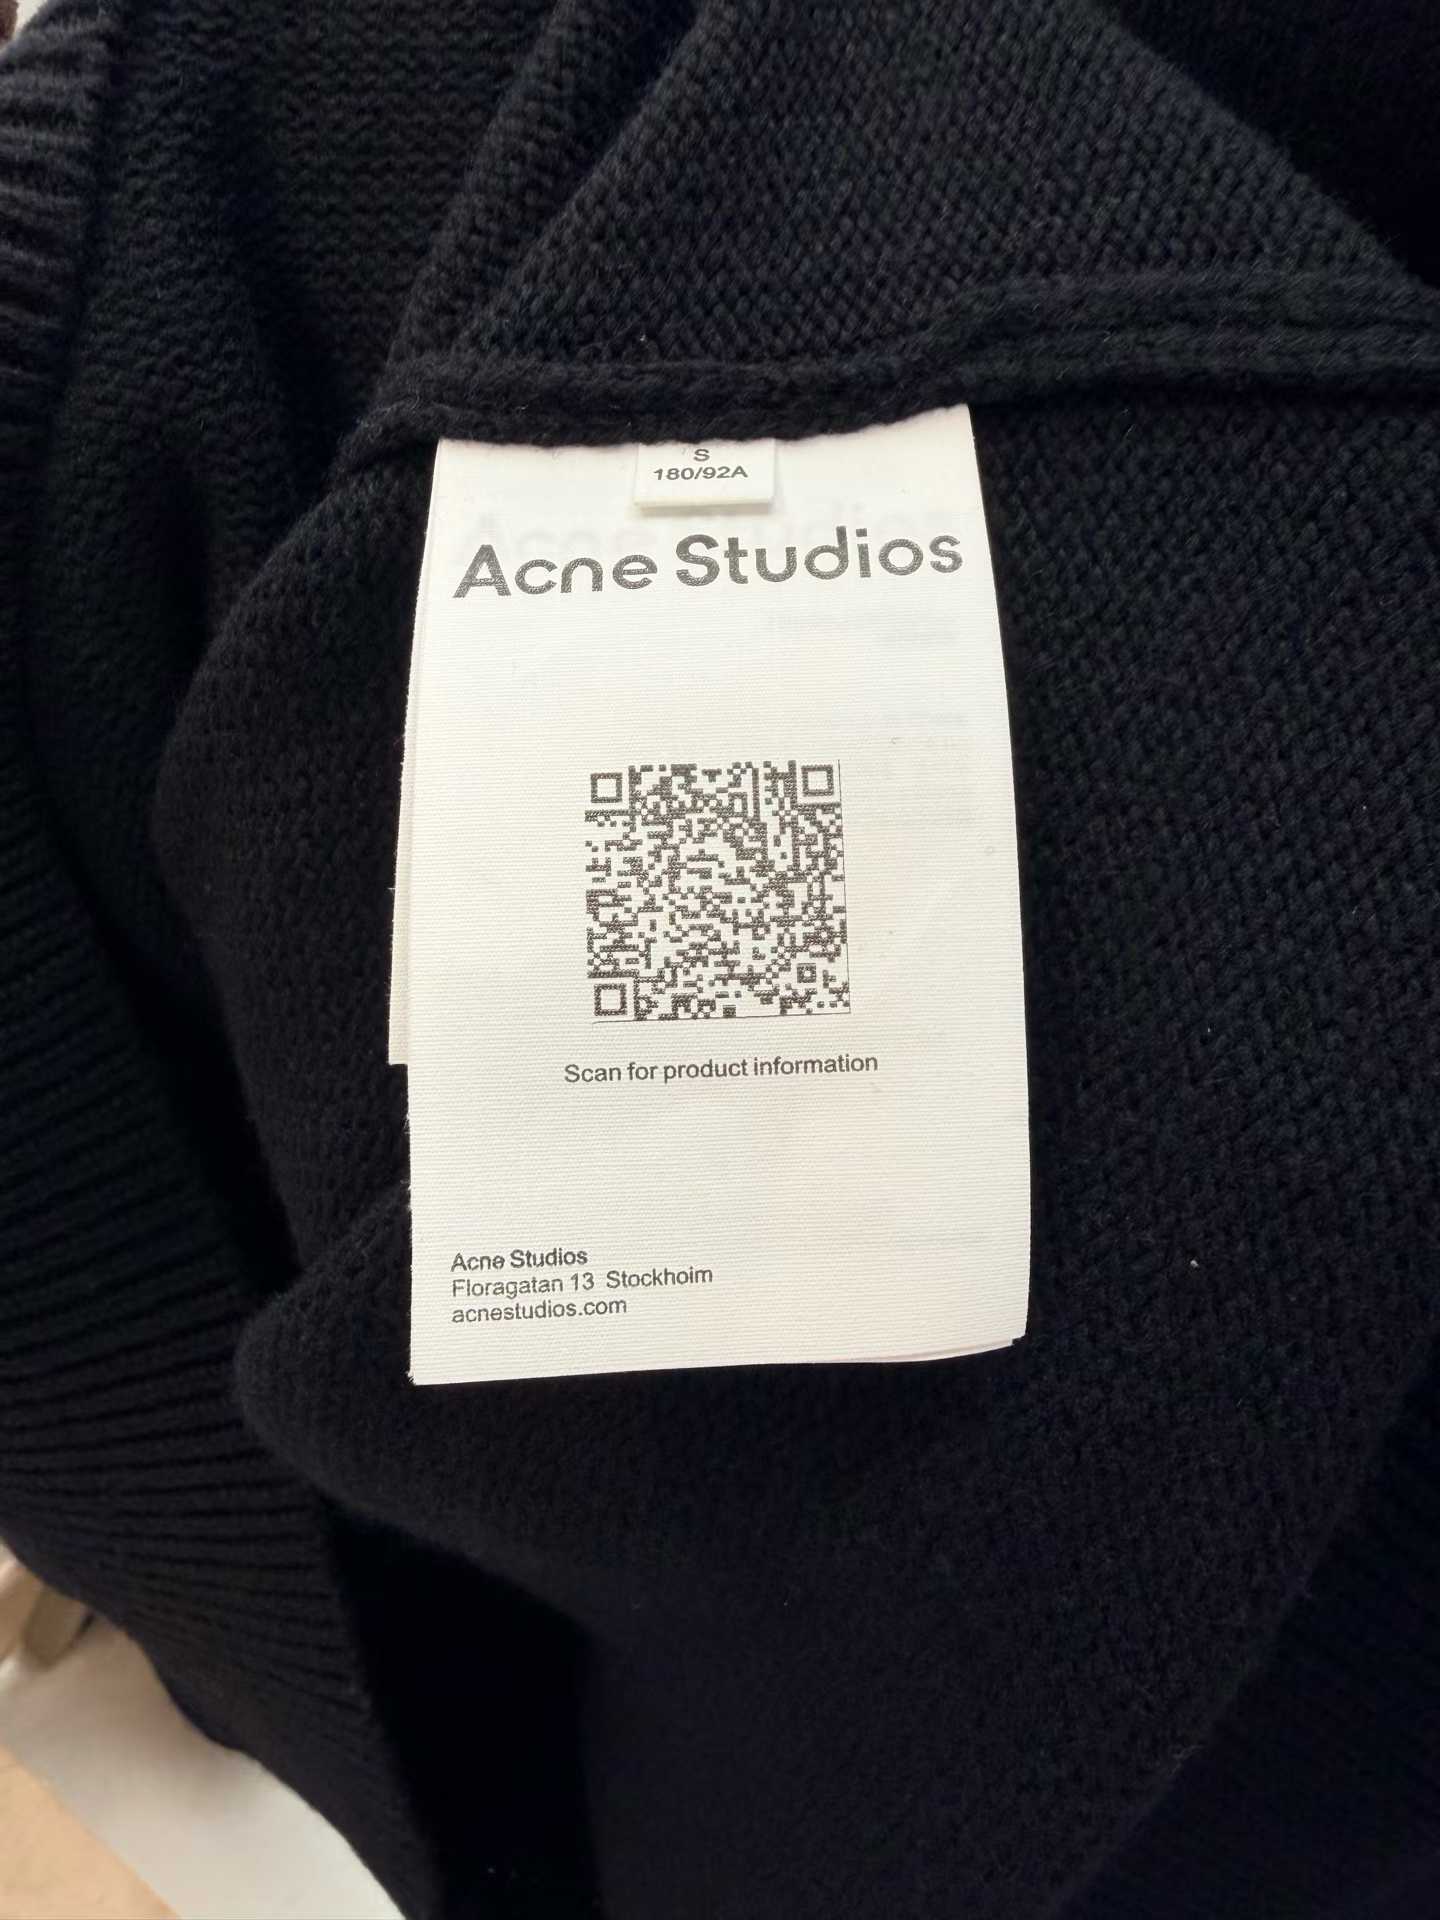 S
180/92A
Acne Studios
Scan for product information
Acne Studios
Floragatan 13 Stockhoim
acnestudios.com